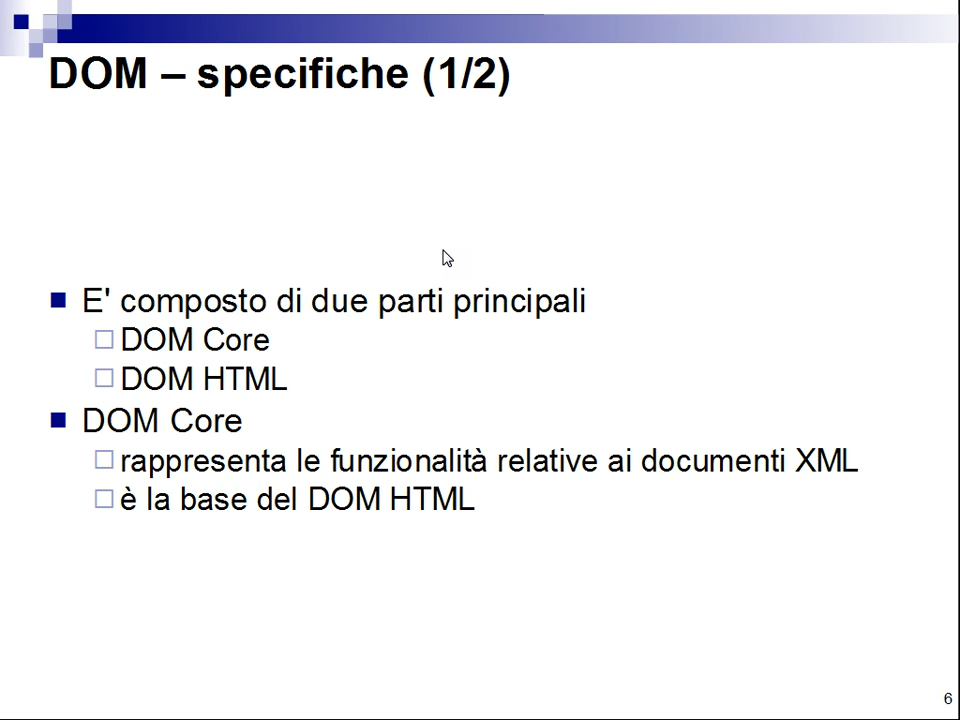 DOM – specifiche (1/2)
E' composto di due parti principali
DOM Core
DOM HTML
DOM Core
rappresenta le funzionalità relative ai documenti XML
è la base del DOM HTML
6